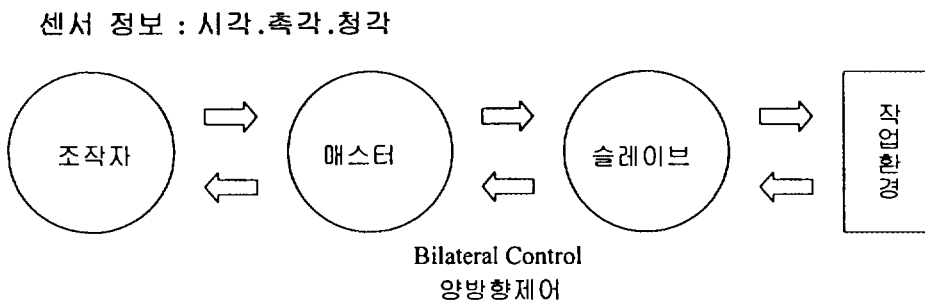 센서 정보 : 시각.촉각.청각
조작자
매스터
슬레이브
작업환경
Bilateral Control
양방향제어